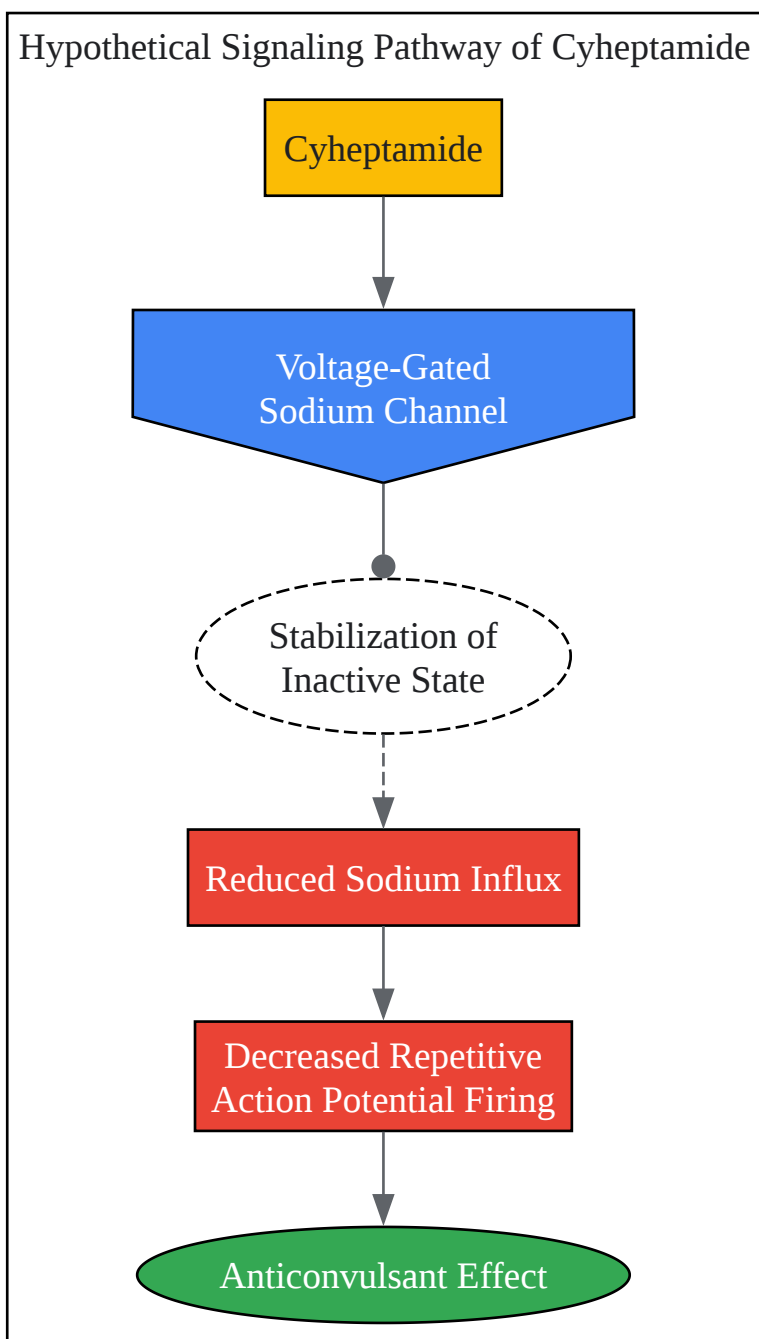 Hypothetical Signaling Pathway of Cyheptamide
Cyheptamide
Voltage-Gated
Sodium Channel
Stabilization of
Inactive State
Reduced Sodium Influx
Decreased Repetitive
Action Potential Firing
Anticonvulsant Effect